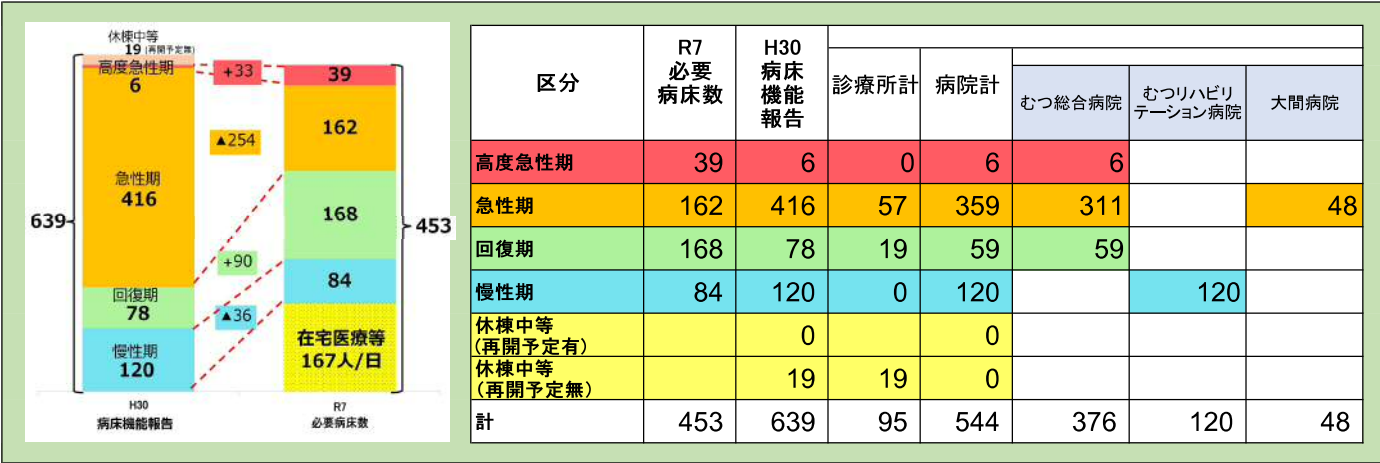 休棟中等
19 (再開予定無)
高度急性期
6
急性期
416
回復期
78
慢性期
120
639
+33
▲254
+90
▲36
39
162
168
84
在宅医療等
167人/日
453
H30
病床機能報告
R7
必要病床数
区分
R7
必要
病床数
H30
病床
機能
報告
診療所計
病院計
むつ総合病院
むつリハビリ
テーション病院
大間病院
高度急性期 39 6 0 6 6
急性期 162 416 57 359 311 48
回復期 168 78 19 59 59
慢性期 84 120 0 120 120
休棟中等
(再開予定有) 0 0
休棟中等
(再開予定無) 19 19 0
計 453 639 95 544 376 120 48